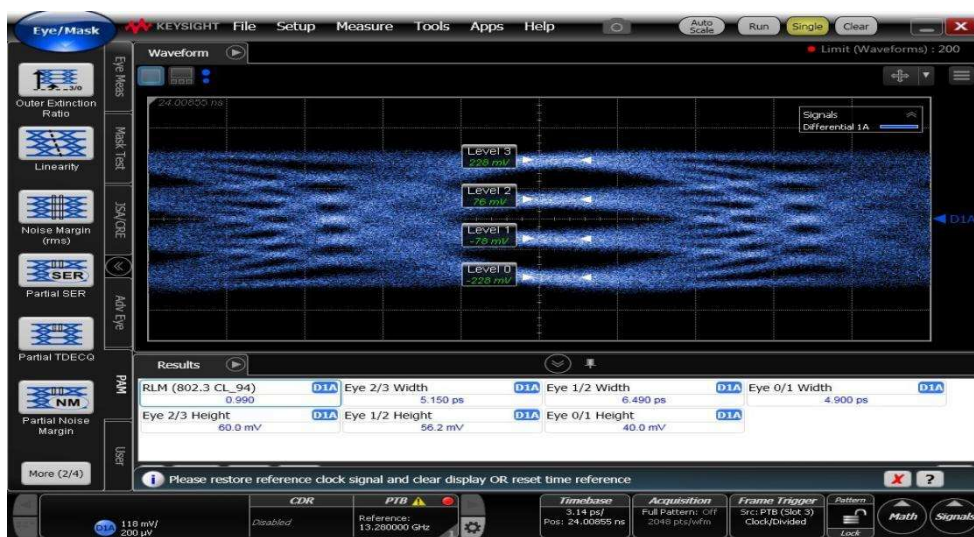 Eye/Mask
KEYSIGHT File Setup Measure Tools Apps Help
Auto Scale
Run
Single
Clear
Waveform
Limit (Waveforms) : 200
Outer Extinction
Ratio
Linearity
Noise Margin
(rms)
SER
Partial SER
Partial TDECQ
NM
Partial Noise
Margin
More (2/4)
Eye Meas
Mask Test
JSA/CRE
Adv Eye
PAM
User
24.00855 ns
Signals
Differential 1A
Level 3
228 mV
Level 2
76 mV
Level 1
-78 mV
Level 0
-228 mV
D1A
Results
RLM (802.3 CL_94) D1A Eye 2/3 Width D1A Eye 1/2 Width D1A Eye 0/1 Width D1A
0.990 5.150 ps 6.490 ps 4.900 ps
Eye 2/3 Height D1A Eye 1/2 Height D1A Eye 0/1 Height D1A
60.0 mV 56.2 mV 40.0 mV
Please restore reference clock signal and clear display OR reset time reference
D1A 118 mV/
200 µV
CDR
Disabled
PTB
Reference:
13.280000 GHz
1
Timebase
3.14 ps/
Pos: 24.00855 ns
Acquisition
Full Pattern: Off
2048 pts/wfm
Frame Trigger
Src: PTB (Slot 3)
Clock/Divided
Pattern
Lock
Math
Signals